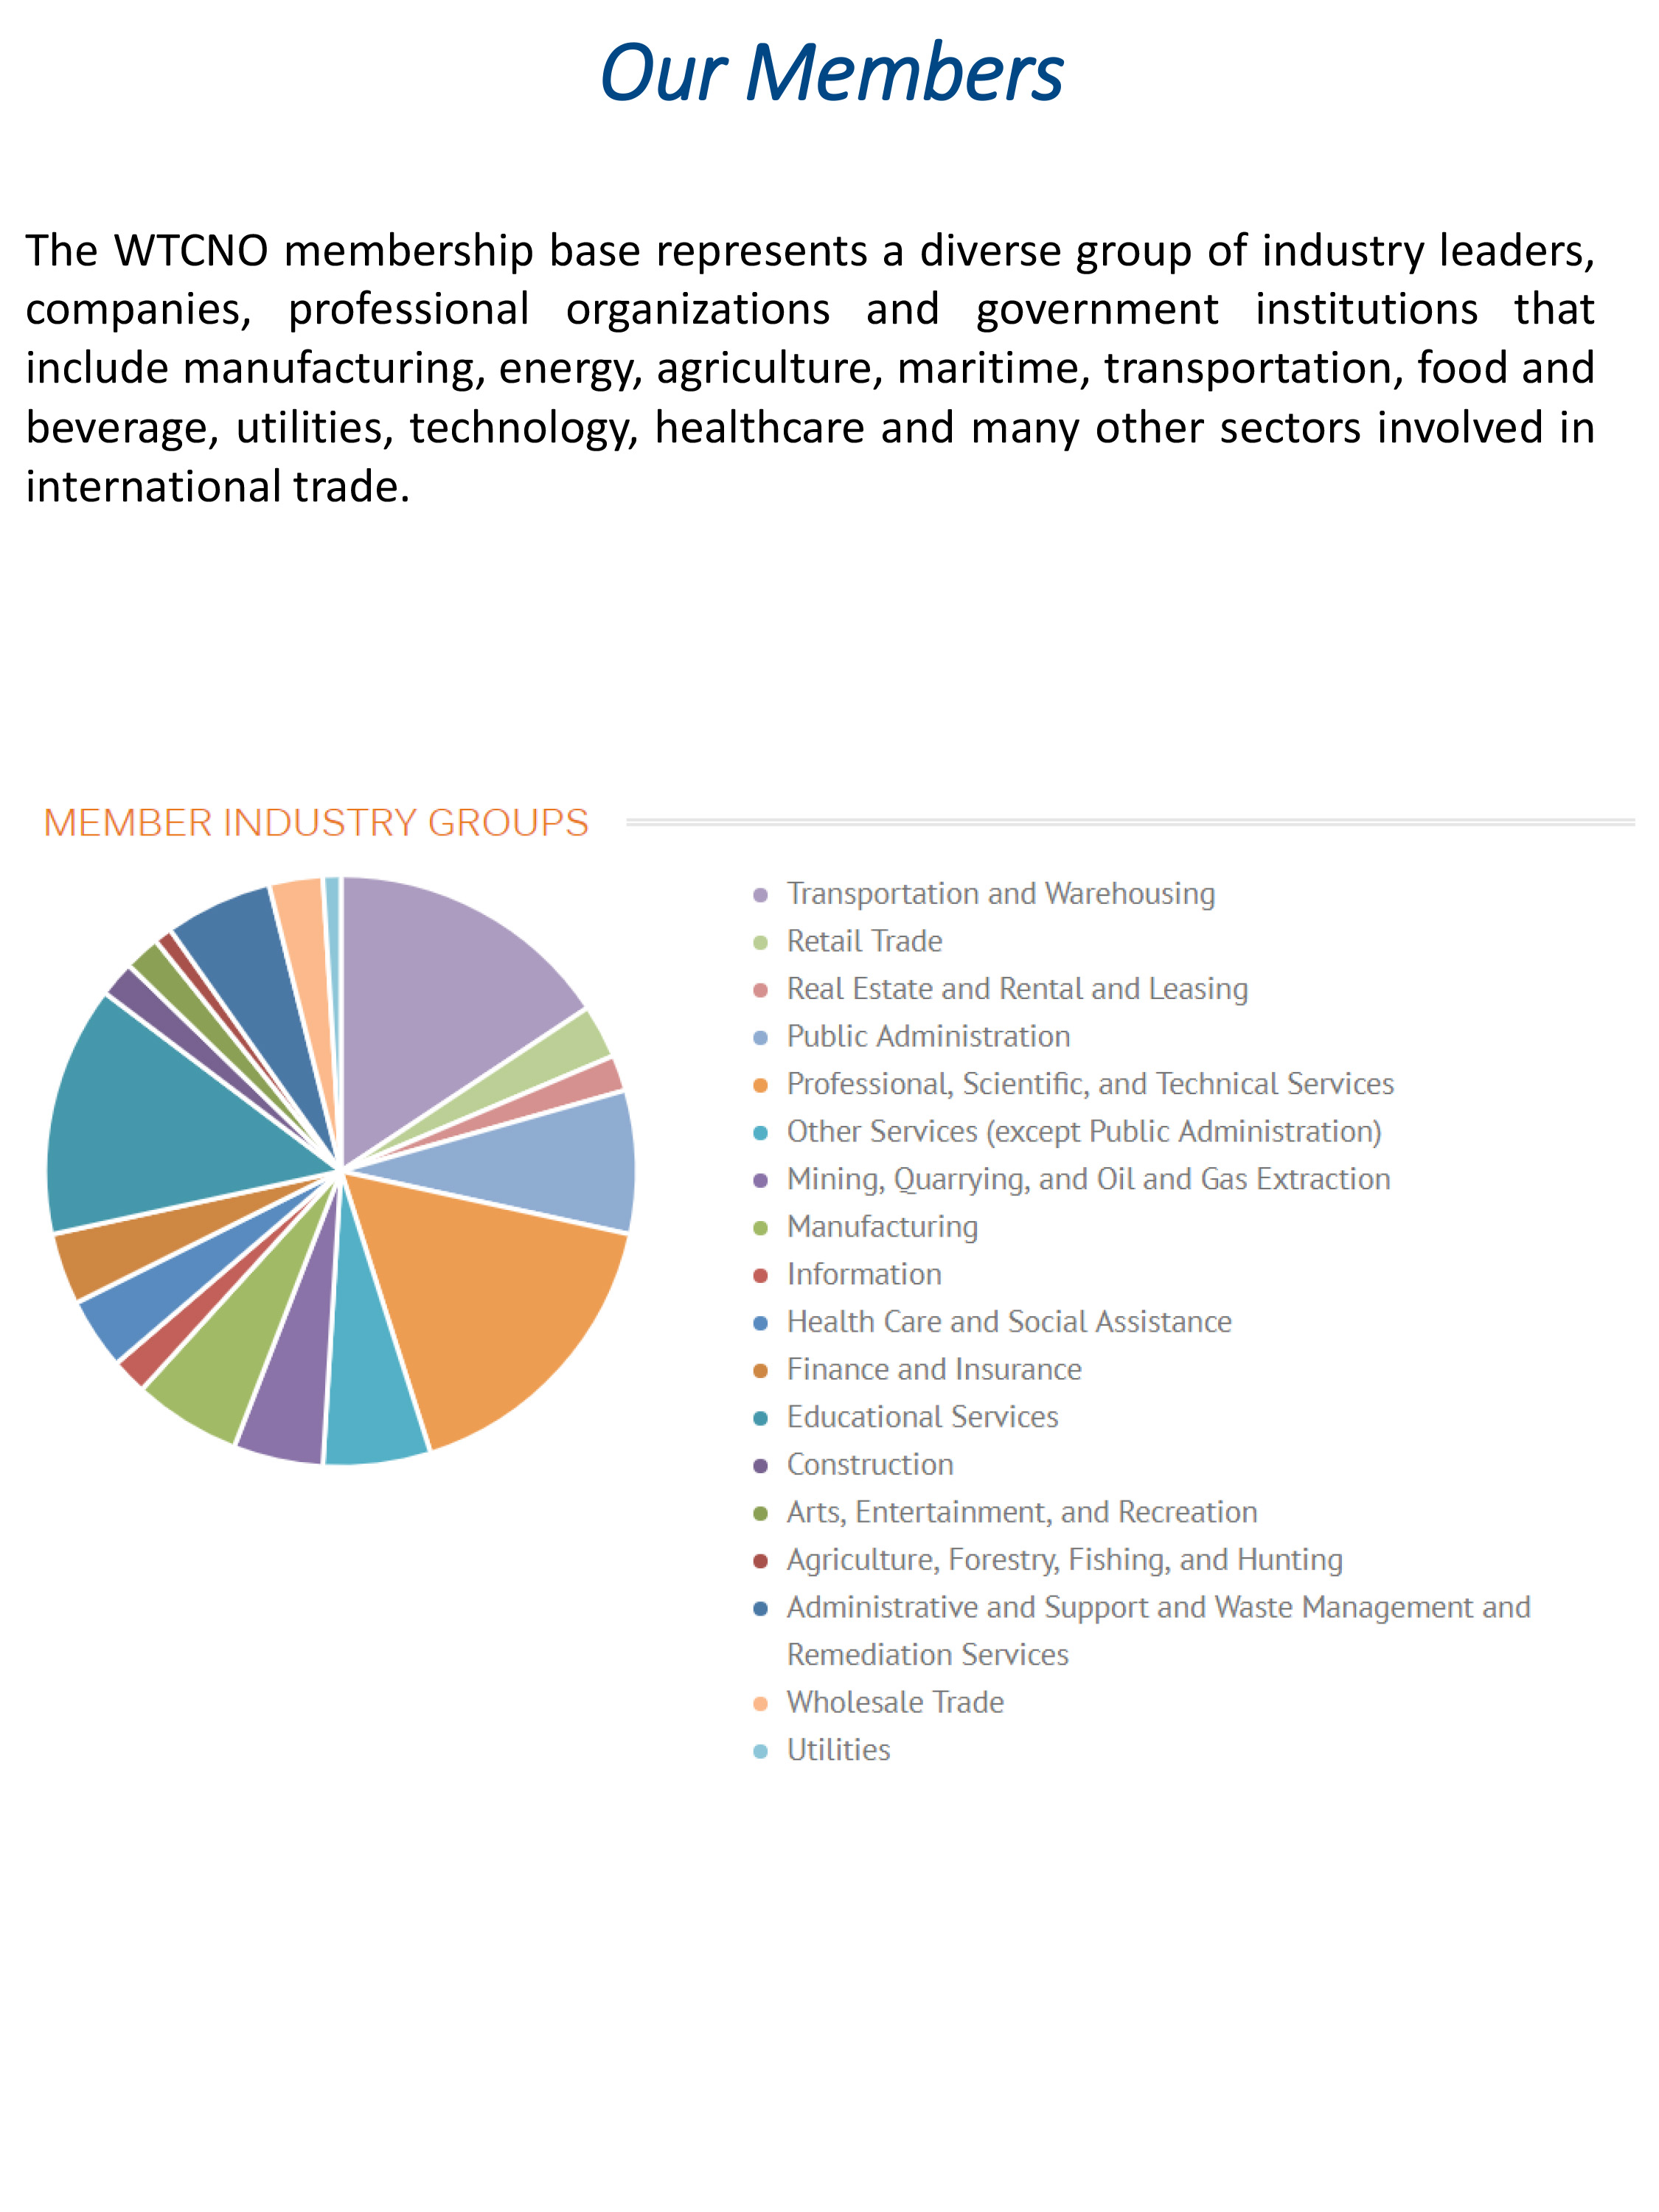 Our Members
The WTCNO membership base represents a diverse group of industry leaders,
companies, professional organizations and government institutions that
include manufacturing, energy, agriculture, maritime, transportation, food and
beverage, utilities, technology, healthcare and many other sectors involved in
international trade.
MEMBER INDUSTRY GROUPS
Transportation and Warehousing
Retail Trade
Real Estate and Rental and Leasing
Public Administration
Professional, Scientific, and Technical Services
Other Services (except Public Administration)
Mining, Quarrying, and Oil and Gas Extraction
Manufacturing
Information
Health Care and Social Assistance
Finance and Insurance
Educational Services
Construction
Arts, Entertainment, and Recreation
Agriculture, Forestry, Fishing, and Hunting
Administrative and Support and Waste Management and
Remediation Services
Wholesale Trade
Utilities